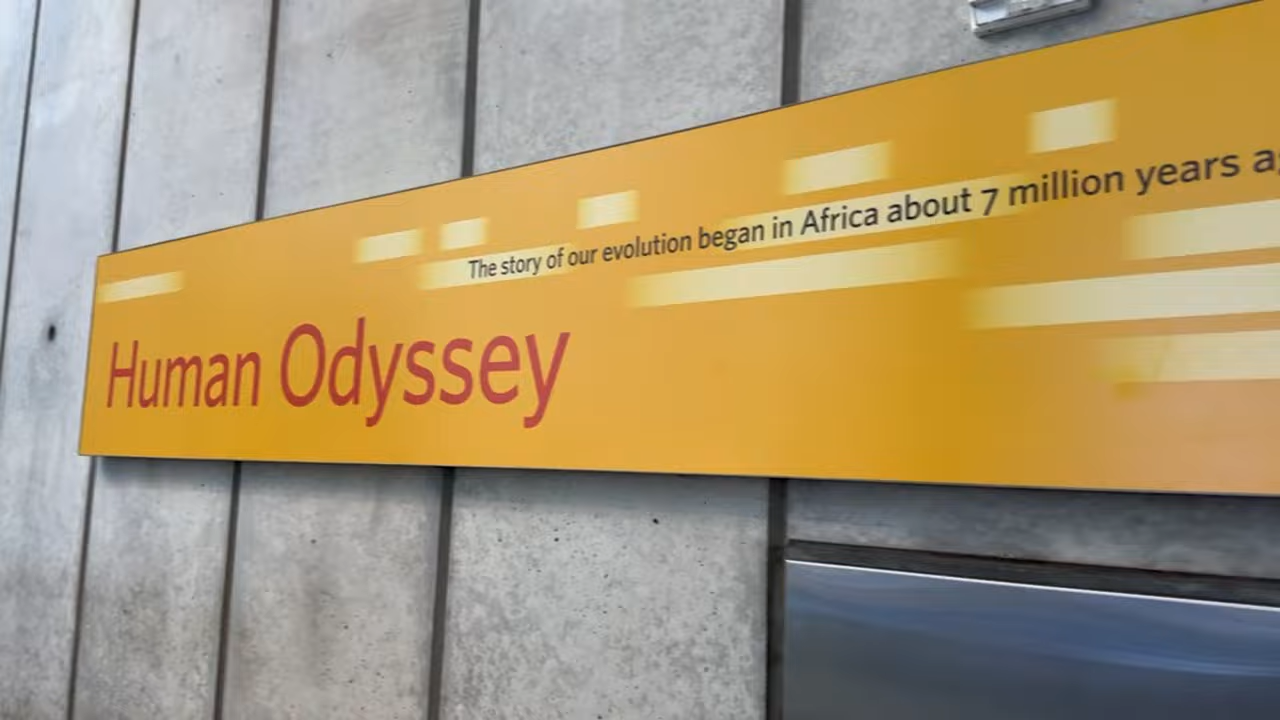 The story of our evolution began in Africa about 7 million years
Human Odyssey